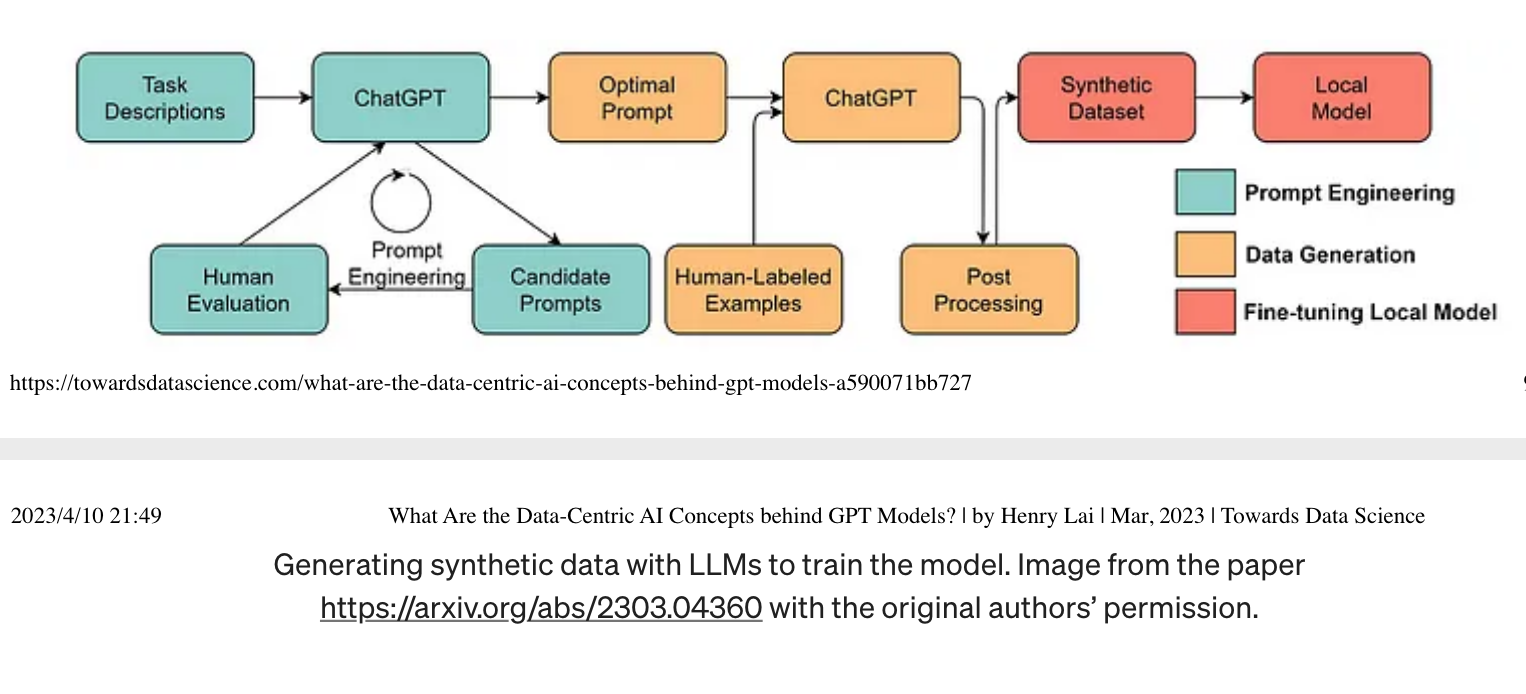 Task
Descriptions
ChatGPT
Optimal
Prompt
ChatGPT
Synthetic
Dataset
Local
Model
Prompt
Engineering
Human
Evaluation
Candidate
Prompts
Human-Labeled
Examples
Post
Processing
Prompt Engineering
Data Generation
Fine-tuning Local Model
https://towardsdatascience.com/what-are-the-data-centric-ai-concepts-behind-gpt-models-a590071bb727
2023/4/10 21:49 What Are the Data-Centric AI Concepts behind GPT Models? | by Henry Lai | Mar, 2023 | Towards Data Science
Generating synthetic data with LLMs to train the model. Image from the paper
https://arxiv.org/abs/2303.04360 with the original authors’ permission.